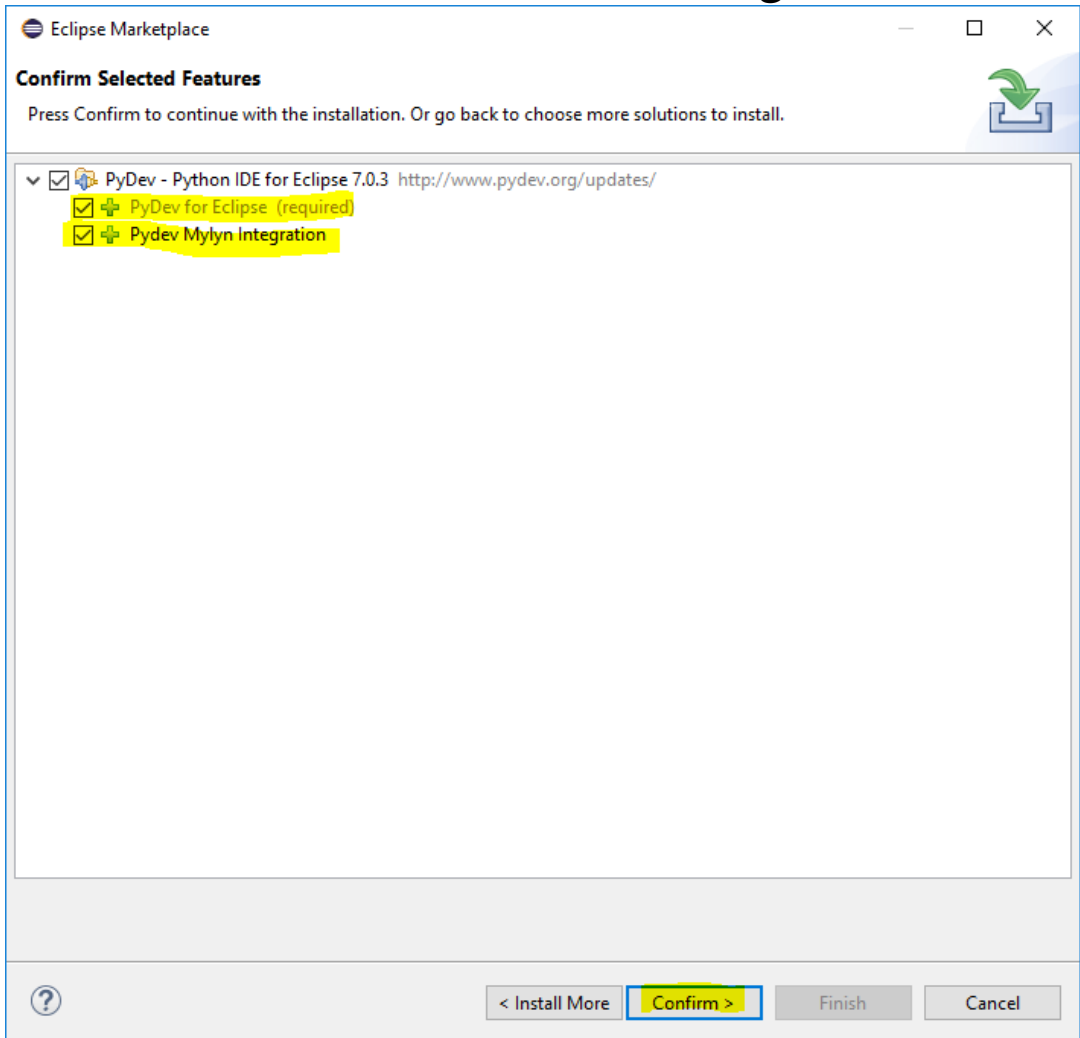 Eclipse Marketplace
Confirm Selected Features
Press Confirm to continue with the installation. Or go back to choose more solutions to install.
PyDev - Python IDE for Eclipse 7.0.3 http://www.pydev.org/updates/
PyDev for Eclipse (required)
Pydev Mylyn Integration
< Install More Confirm > Finish Cancel